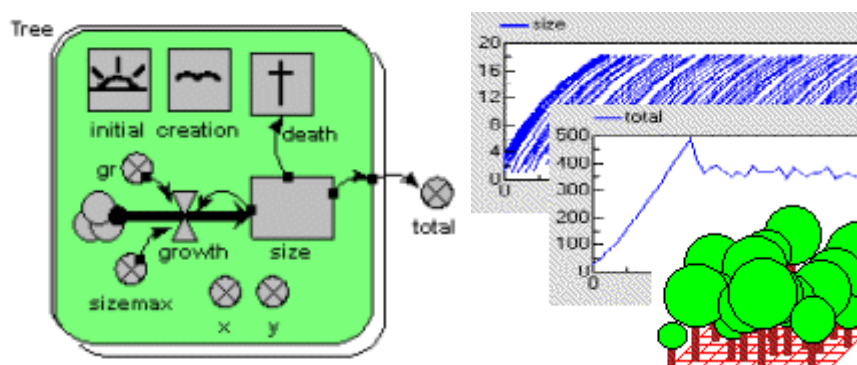 Tree
initial
creation
death
gr
growth
size
sizemax
x
y
total
size
20
16
12
8
4
0
0
total
500
400
300
200
100
0
0